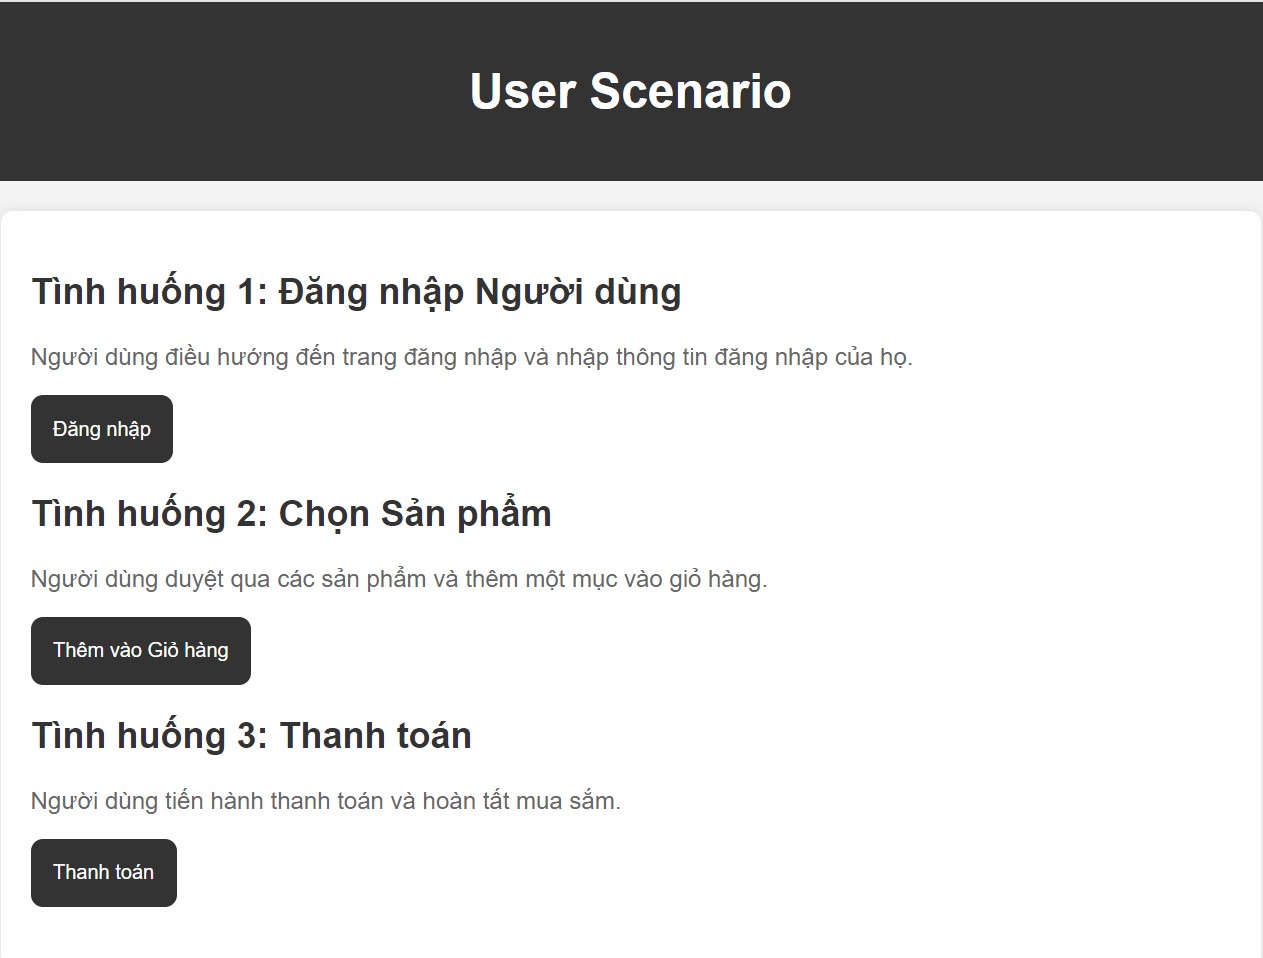 User Scenario
Tình huống 1: Đăng nhập Người dùng
Người dùng điều hướng đến trang đăng nhập và nhập thông tin đăng nhập của họ.
Đăng nhập
Tình huống 2: Chọn Sản phẩm
Người dùng duyệt qua các sản phẩm và thêm một mục vào giỏ hàng.
Thêm vào Giỏ hàng
Tình huống 3: Thanh toán
Người dùng tiến hành thanh toán và hoàn tất mua sắm.
Thanh toán